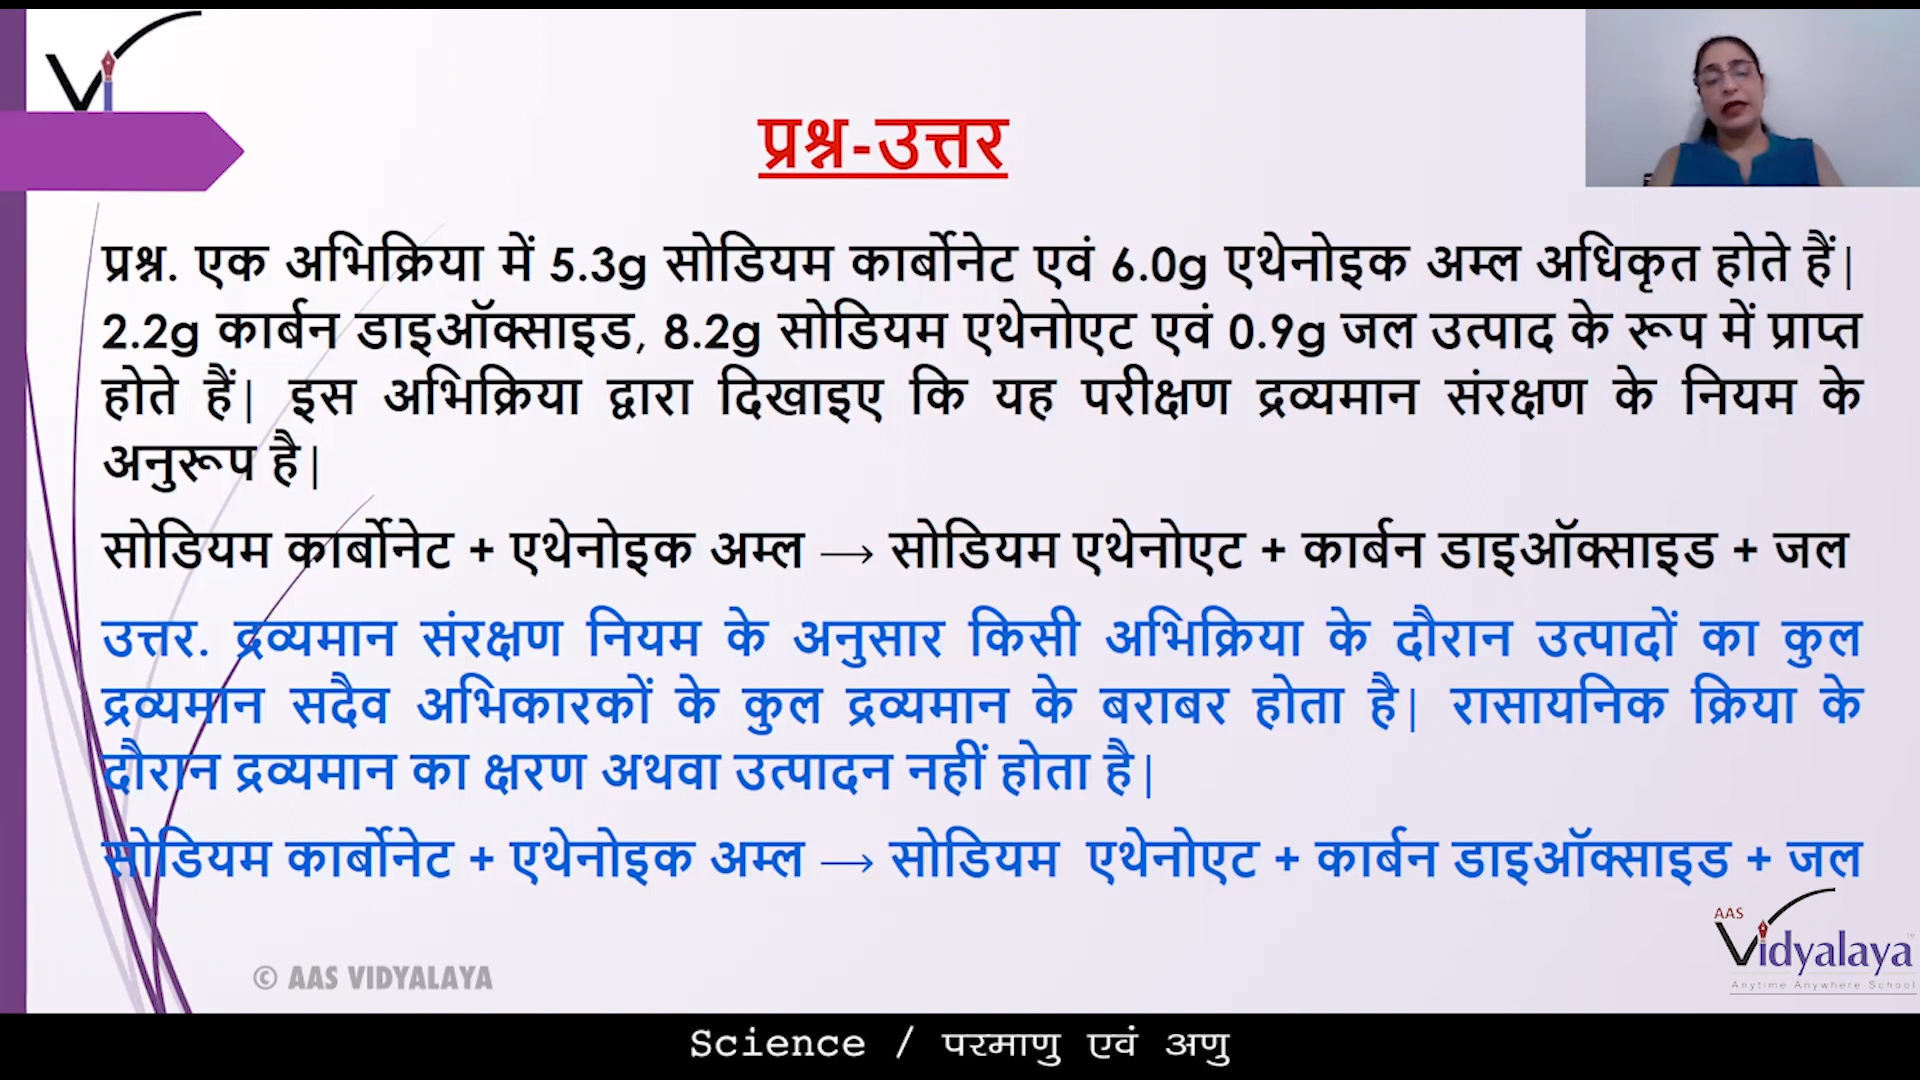 प्रश्न-उत्तर
प्रश्न. एक अभिक्रिया में 5.3g सोडियम कार्बोनेट एवं 6.0g एथेनोइक अम्ल अधिकृत होते हैं|
2.2g कार्बन डाइऑक्साइड, 8.2g सोडियम एथेनोएट एवं 0.9g जल उत्पाद के रूप में प्राप्त
होते हैं| इस अभिक्रिया द्वारा दिखाइए कि यह परीक्षण द्रव्यमान संरक्षण के नियम के
अनुरूप है|
सोडियम कार्बोनेट + एथेनोइक अम्ल ⟶ सोडियम एथेनोएट + कार्बन डाइऑक्साइड + जल
उत्तर. द्रव्यमान संरक्षण नियम के अनुसार किसी अभिक्रिया के दौरान उत्पादों का कुल
द्रव्यमान सदैव अभिकारकों के कुल द्रव्यमान के बराबर होता है| रासायनिक क्रिया के
दौरान द्रव्यमान का क्षरण अथवा उत्पादन नहीं होता है|
सोडियम कार्बोनेट + एथेनोइक अम्ल ⟶ सोडियम एथेनोएट + कार्बन डाइऑक्साइड + जल
AAS
Vidyalaya
Anytime Anywhere School
© AAS VIDYALAYA
Science / परमाणु एवं अणु